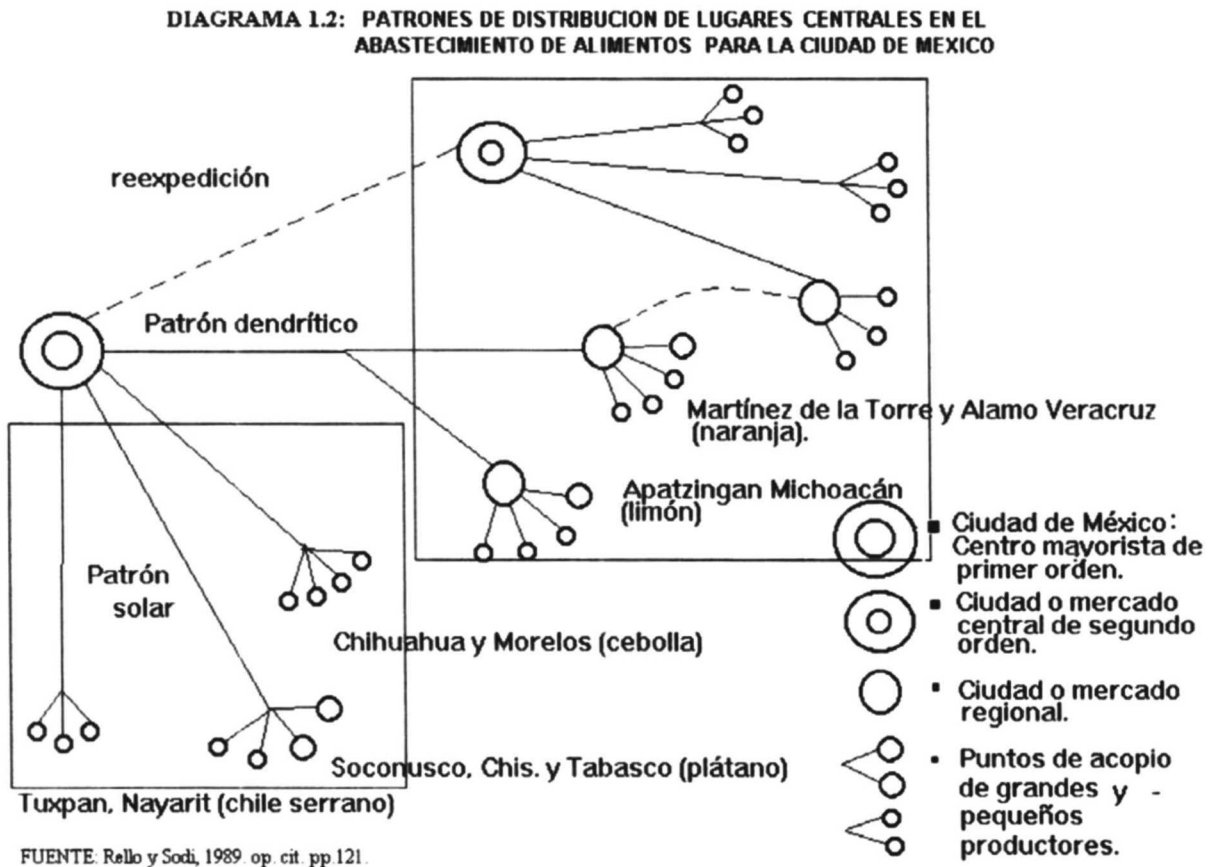 DIAGRAMA 1.2: PATRONES DE DISTRIBUCION DE LUGARES CENTRALES EN EL
ABASTECIMIENTO DE ALIMENTOS PARA LA CIUDAD DE MEXICO
reexpedición
Patrón dendrítico
Martínez de la Torre y Alamo Veracruz
(naranja).
Apatzingan Michoacán
(limón)
Patrón
solar
Chihuahua y Morelos (cebolla)
Soconusco, Chis. y Tabasco (plátano)
Tuxpan, Nayarit (chile serrano)
Ciudad de México:
Centro mayorista de
primer orden.
Ciudad o mercado
central de segundo
orden.
Ciudad o mercado
regional.
Puntos de acopio
de grandes y -
pequeños
productores.
FUENTE: Rello y Sodi, 1989. op. cit. pp.121.